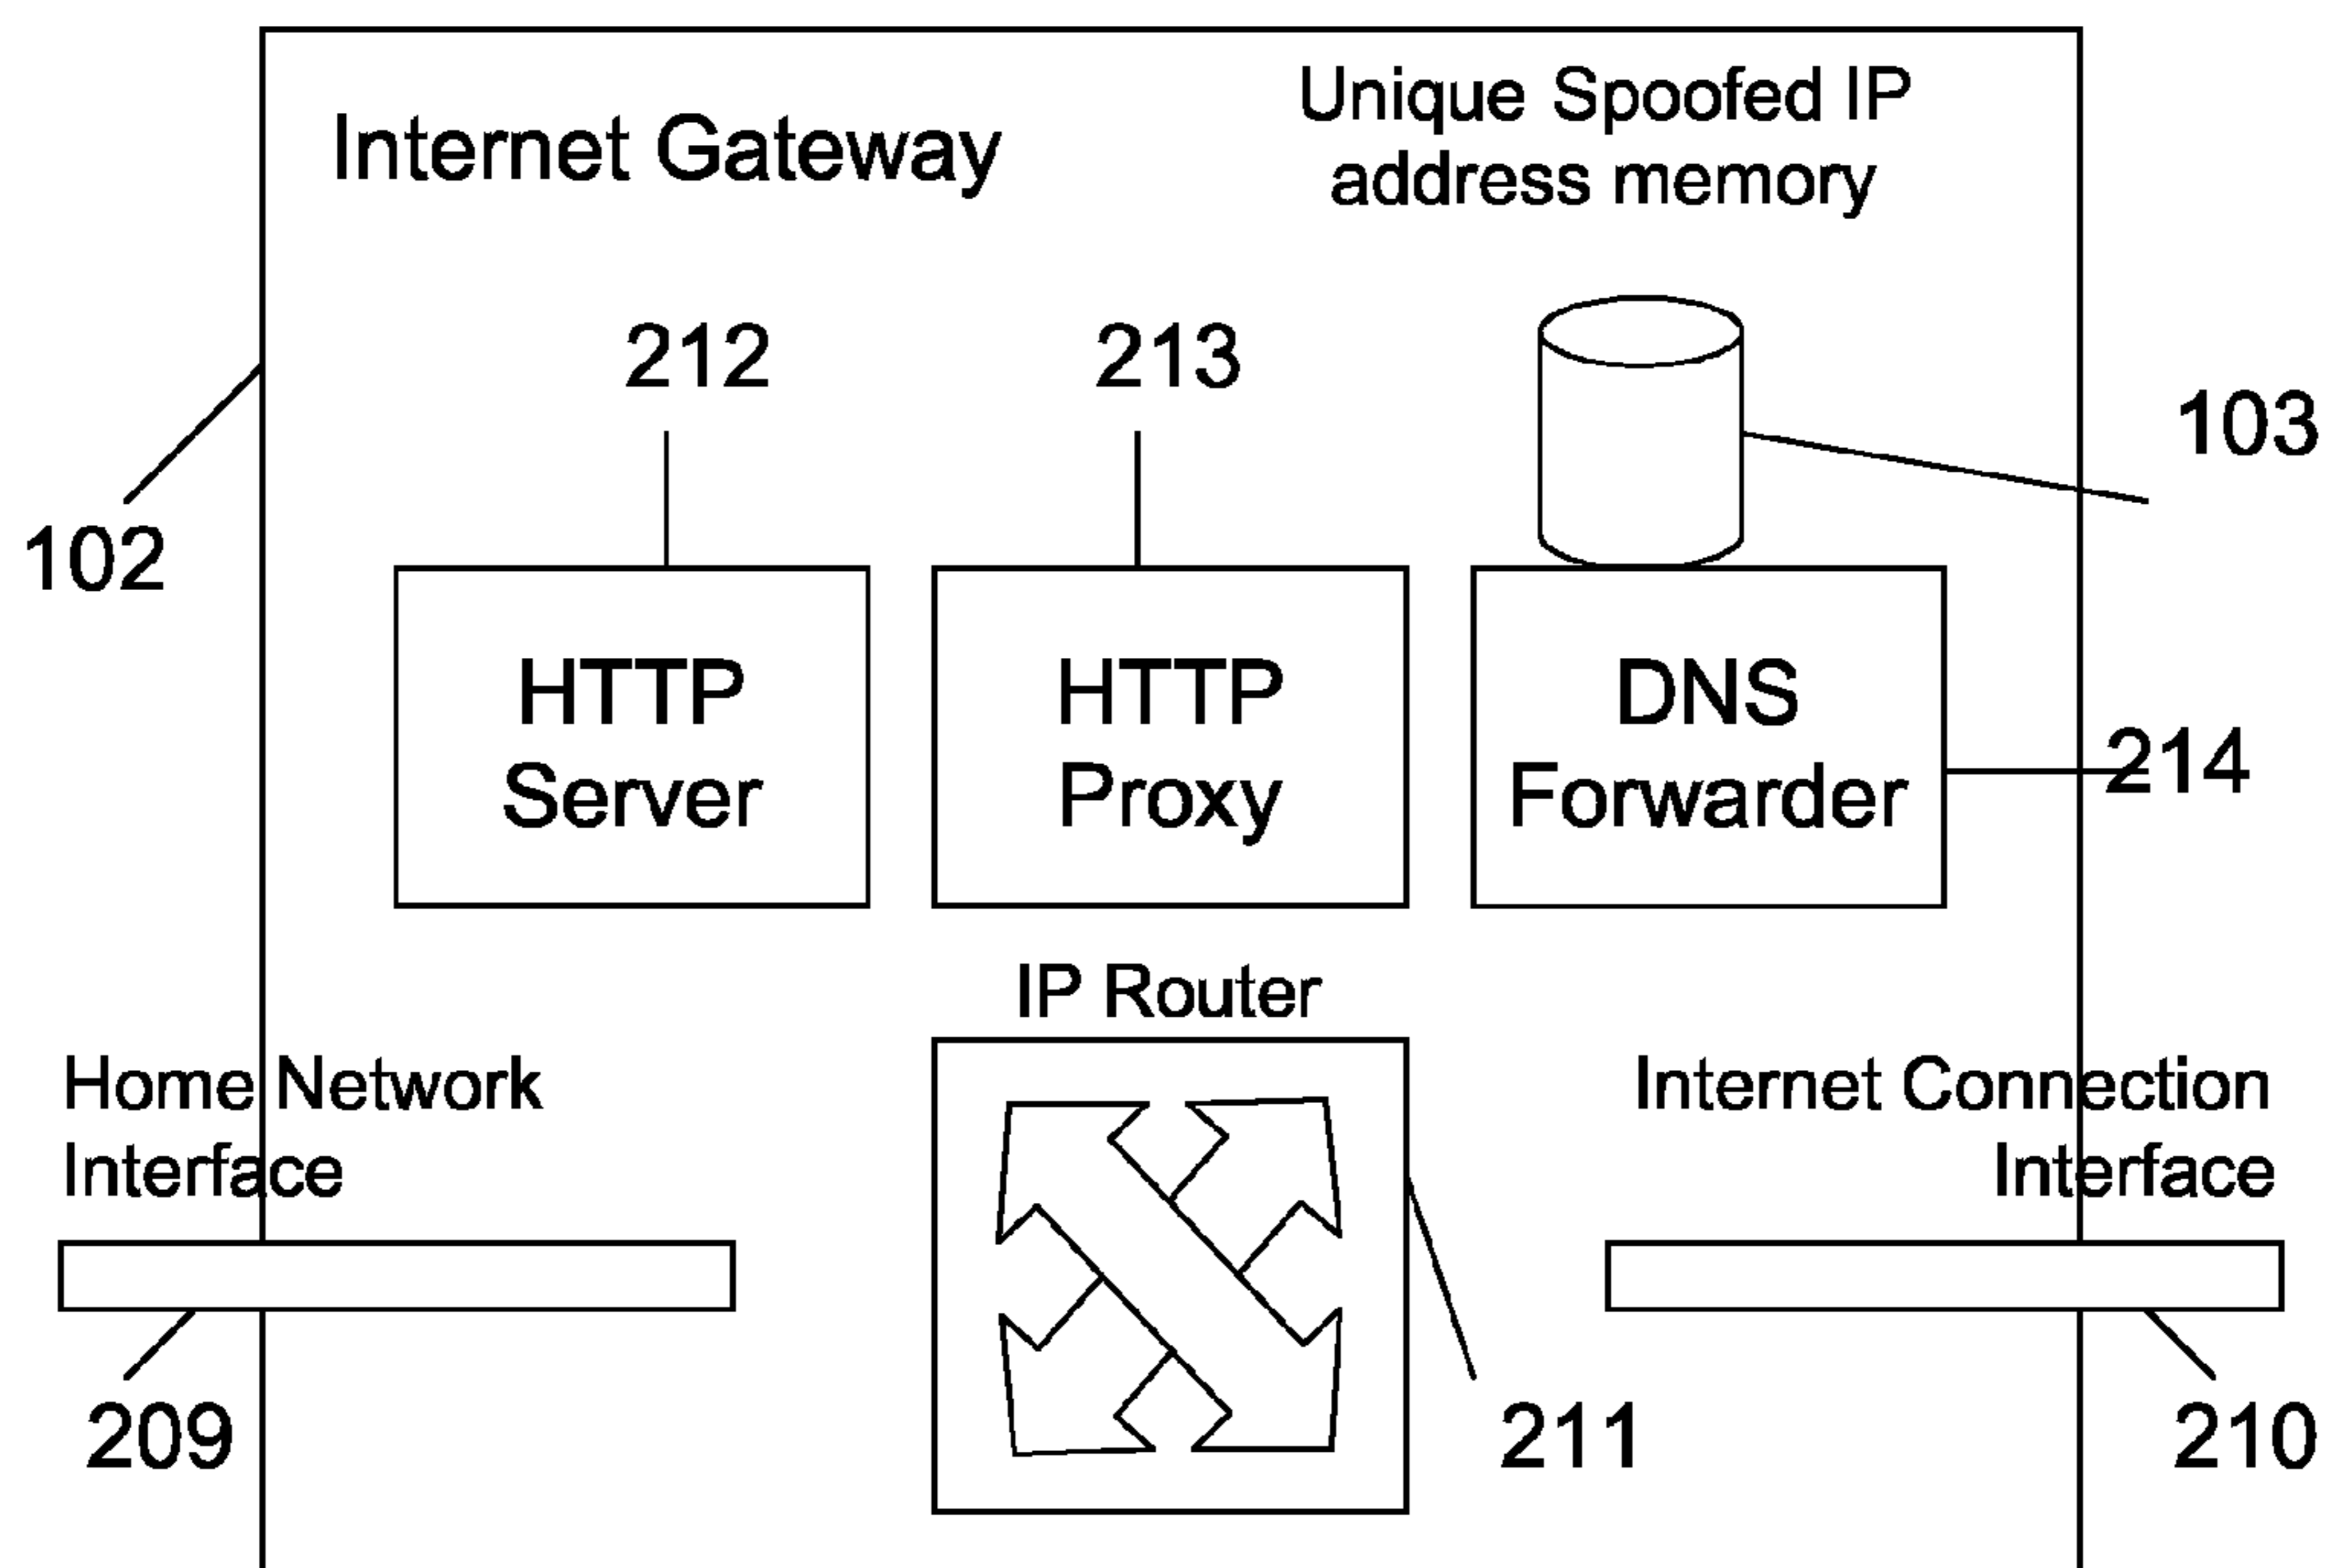 Unique Spoofed IP
address memory
Internet Gateway
212
213
103
102
HTTP
Server
HTTP
Proxy
DNS
Forwarder
214
IP Router
Home Network
Interface
Internet Connection
Interface
209
211
210